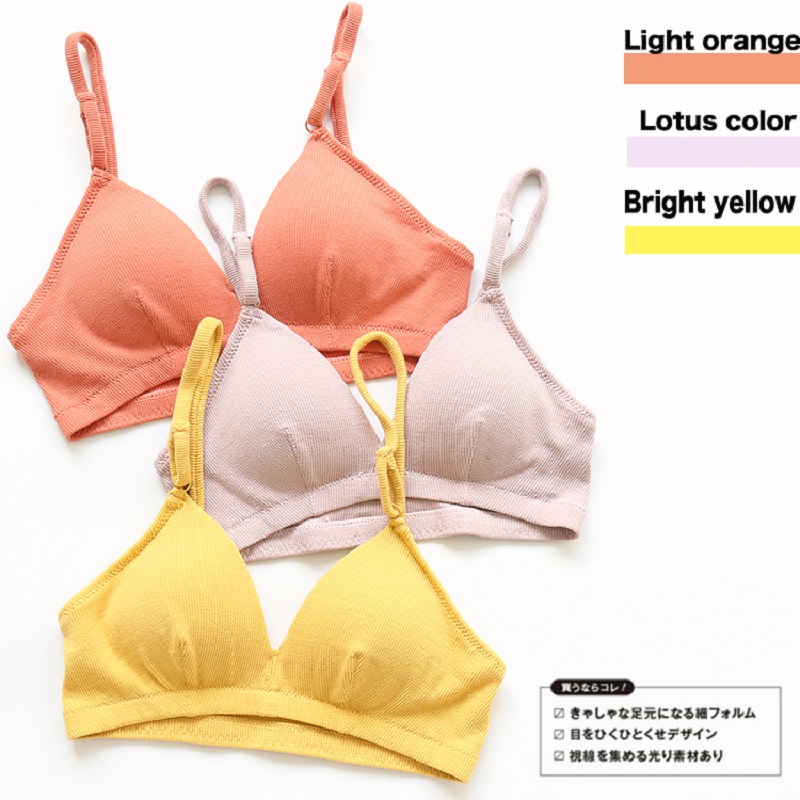 Light orange
Lotus color
Bright yellow
買うならコレ！
☑ きゃしゃな足元になる細フォルム
☑ 目をひくひとくせデザイン
☑ 視線を集める光り素材あり